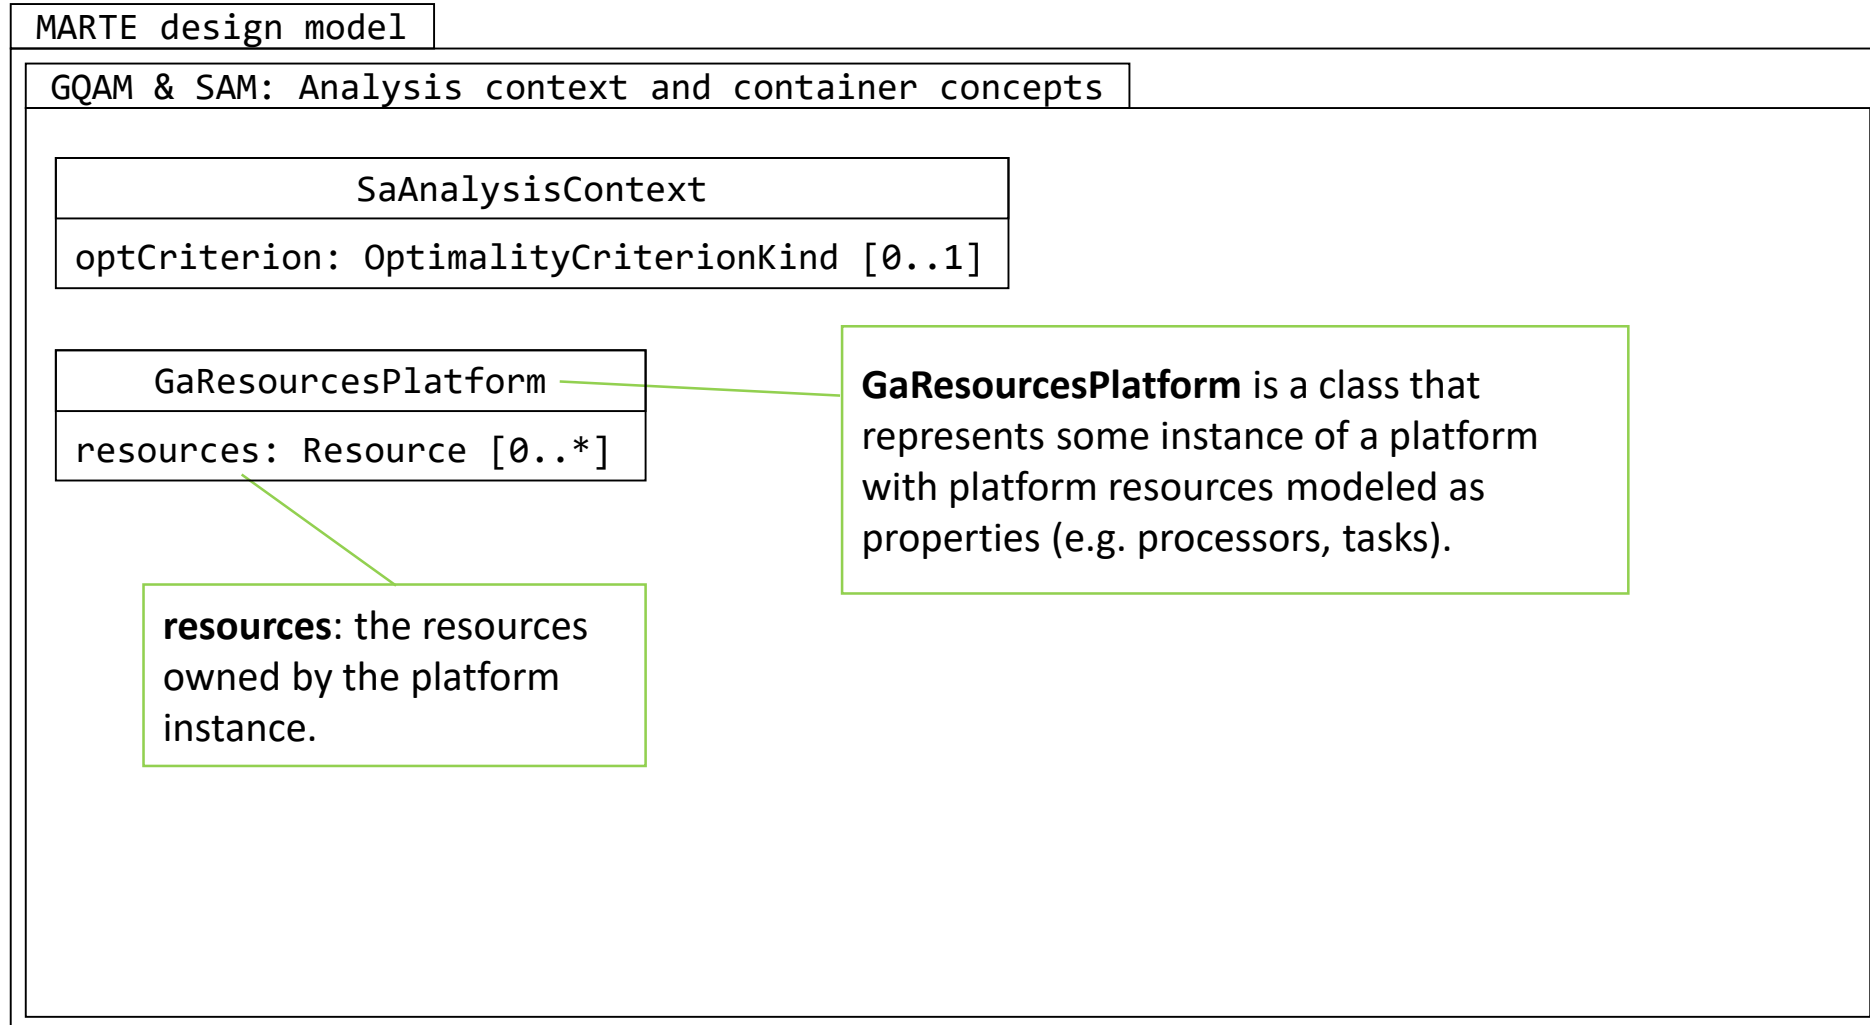 MARTE design model
GQAM & SAM: Analysis context and container concepts
SaAnalysisContext
optCriterion: OptimalityCriterionKind [0..1]
GaResourcesPlatform
resources: Resource [0..*]
GaResourcesPlatform is a class that
represents some instance of a platform
with platform resources modeled as
properties (e.g. processors, tasks).
resources: the resources
owned by the platform
instance.